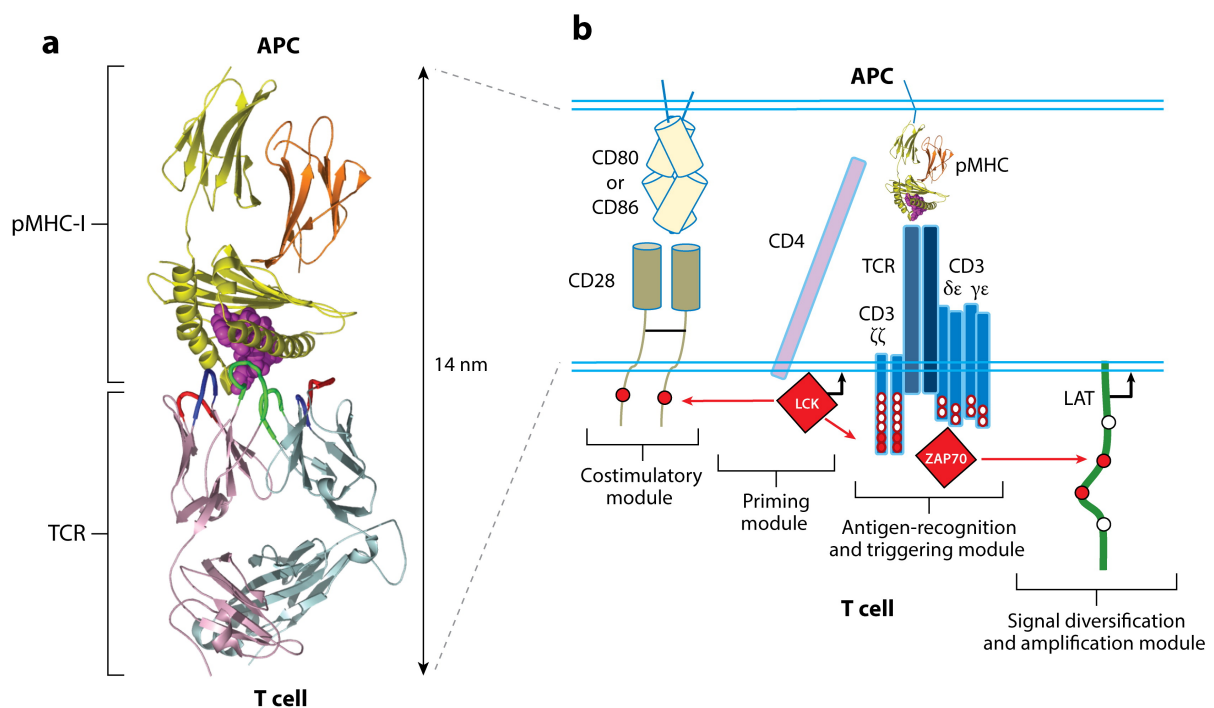 a
APC
pMHC-I
14 nm
TCR
T cell
b
APC
CD80
or
CD86
pMHC
CD4
TCR
CD3
δε γε
CD28
CD3
ζζ
LCK
LAT
ZAP70
Costimulatory
module
Priming
module
Antigen-recognition
and triggering module
T cell
Signal diversification
and amplification module